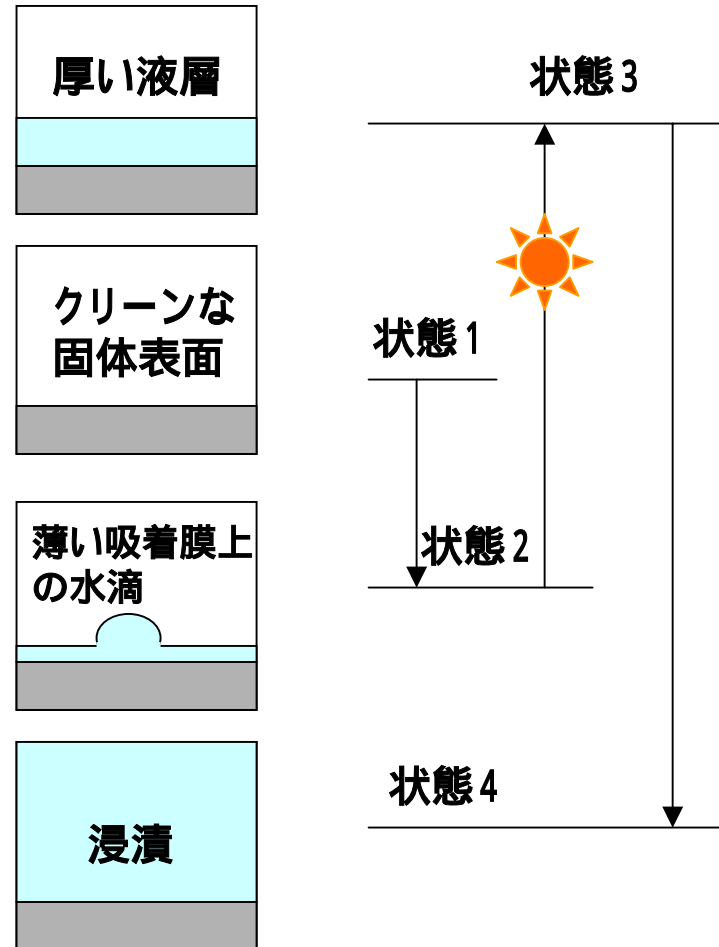 厚い液層
状態3
クリーンな
固体表面
状態1
薄い吸着膜上
の水滴
状態2
状態4
浸漬